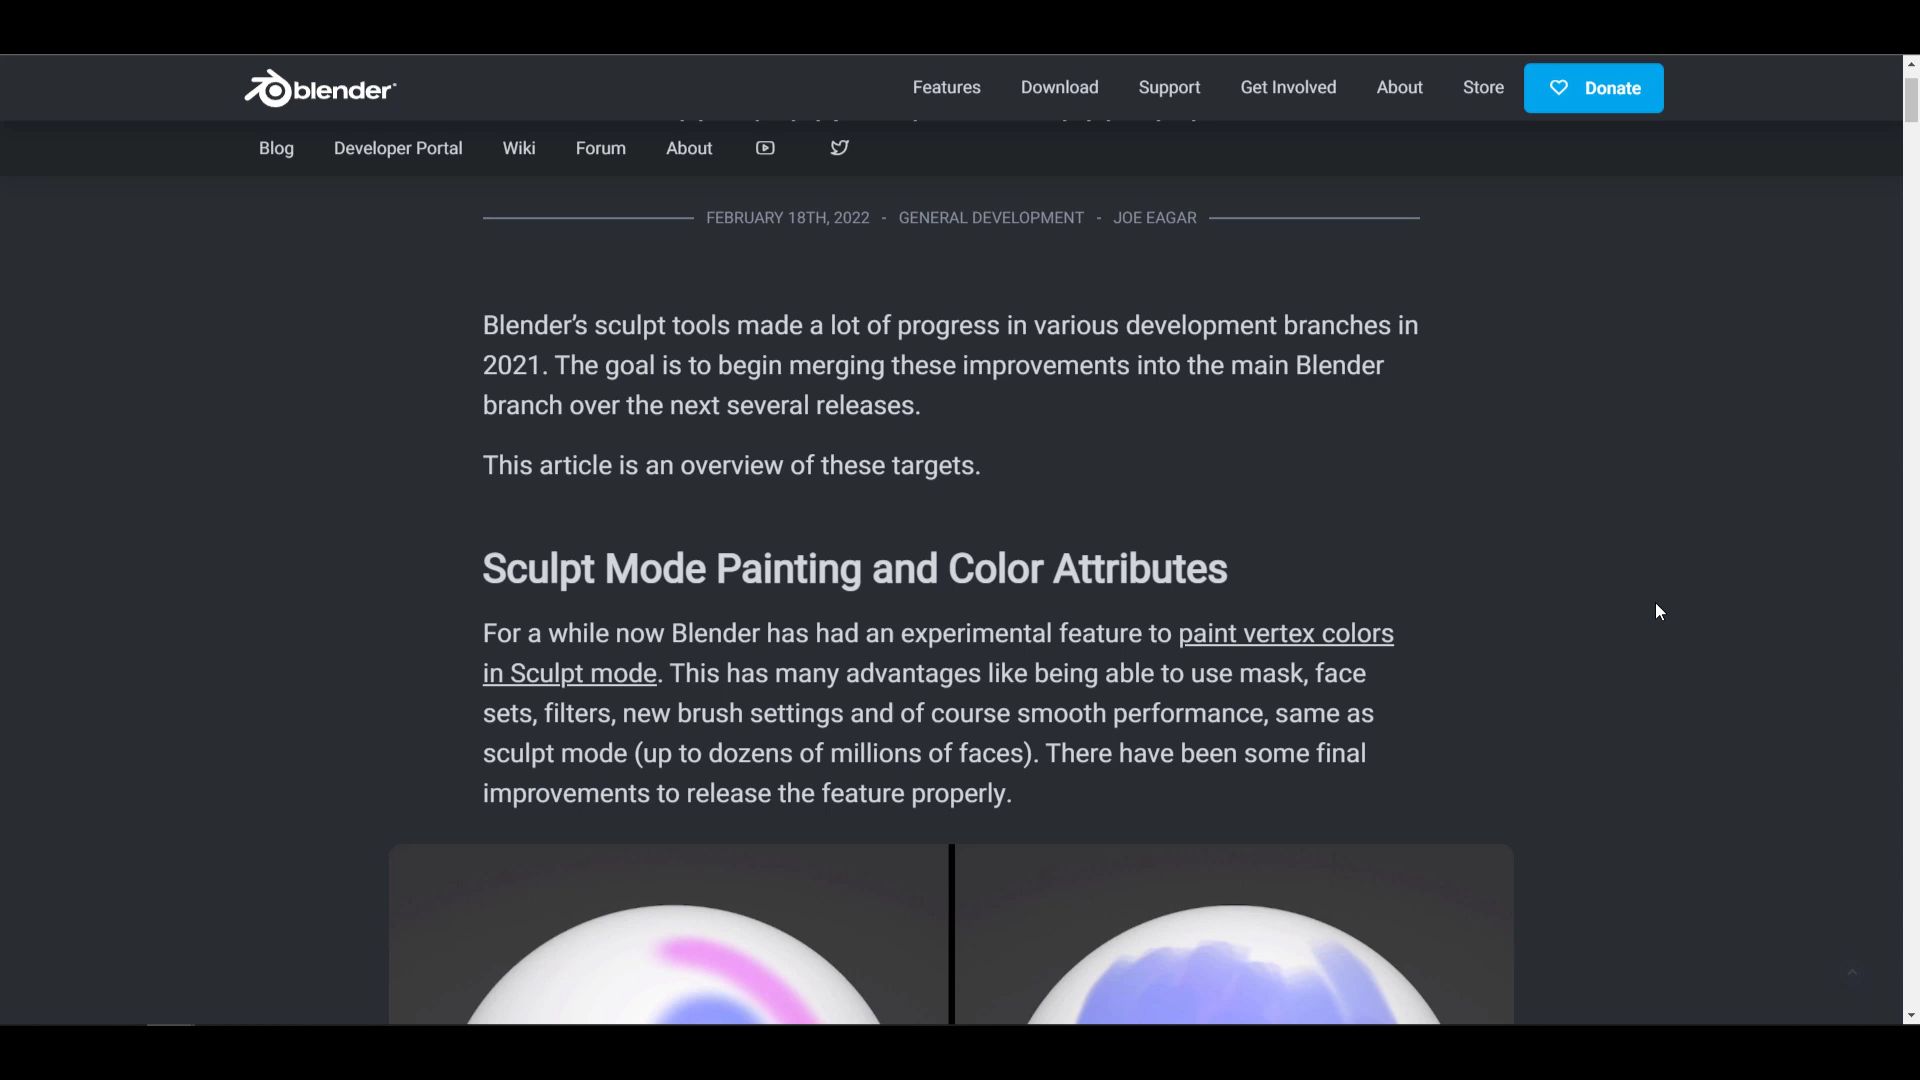 blender
Features Download Support Get Involved About Store Donate
Blog Developer Portal Wiki Forum About
FEBRUARY 18TH, 2022 - GENERAL DEVELOPMENT - JOE EAGAR
Blender’s sculpt tools made a lot of progress in various development branches in
2021. The goal is to begin merging these improvements into the main Blender
branch over the next several releases.
This article is an overview of these targets.
Sculpt Mode Painting and Color Attributes
For a while now Blender has had an experimental feature to paint vertex colors
in Sculpt mode. This has many advantages like being able to use mask, face
sets, filters, new brush settings and of course smooth performance, same as
sculpt mode (up to dozens of millions of faces). There have been some final
improvements to release the feature properly.